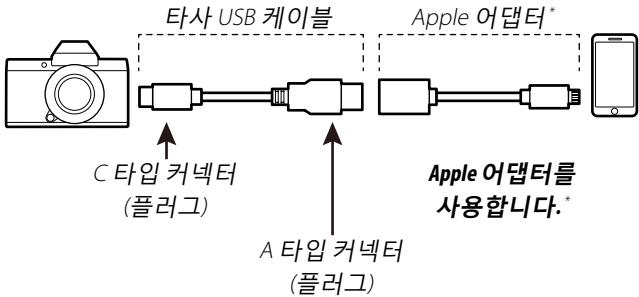 타사 USB 케이블
Apple 어댑터*
C 타입 커넥터
(플러그)
Apple 어댑터를
사용합니다.*
A 타입 커넥터
(플러그)